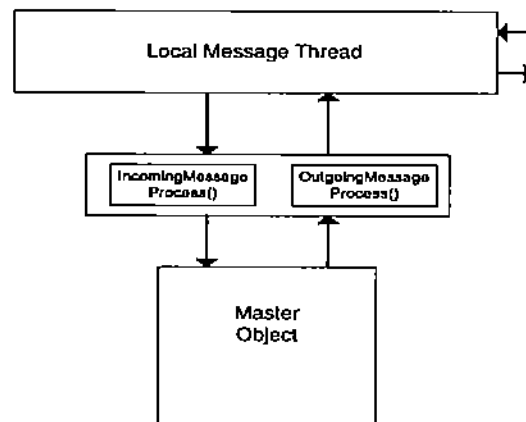 Local Message Thread
IncomingMessage
Process()
OutgoingMessage
Process()
Master
Object